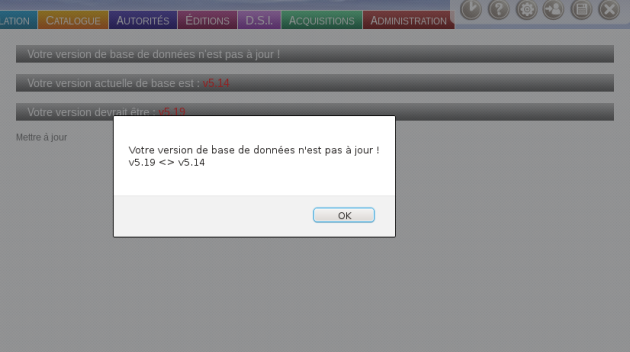 LATION CATALOGUE AUTORITÉS ÉDITIONS D.S.I. ACQUISITIONS ADMINISTRATION
Votre version de base de données n'est pas à jour !
Votre version actuelle de base est : v5.14
Votre version devrait être : v5.19
Mettre à jour
Votre version de base de données n'est pas à jour !
v5.19 <> v5.14
OK